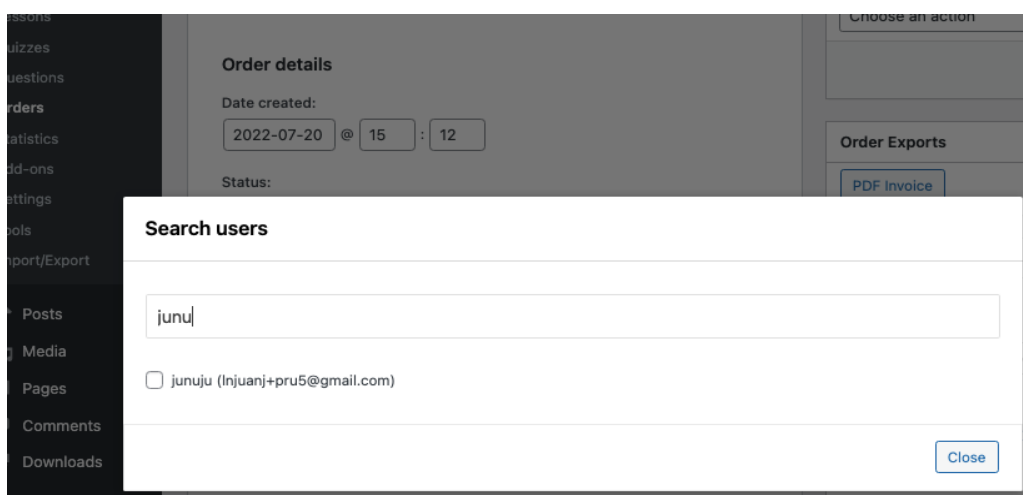 Choose an action
Order details
Date created:
2022-07-20 @ 15 : 12
Status:
Order Exports
PDF Invoice
Orders
Search users
junu
junuju (lnjuanj+pru5@gmail.com)
Close
Posts
Media
Pages
Comments
Downloads